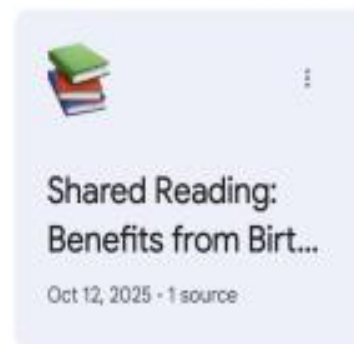 Shared Reading:
Benefits from Birt...
Oct 12, 2025 · 1 source